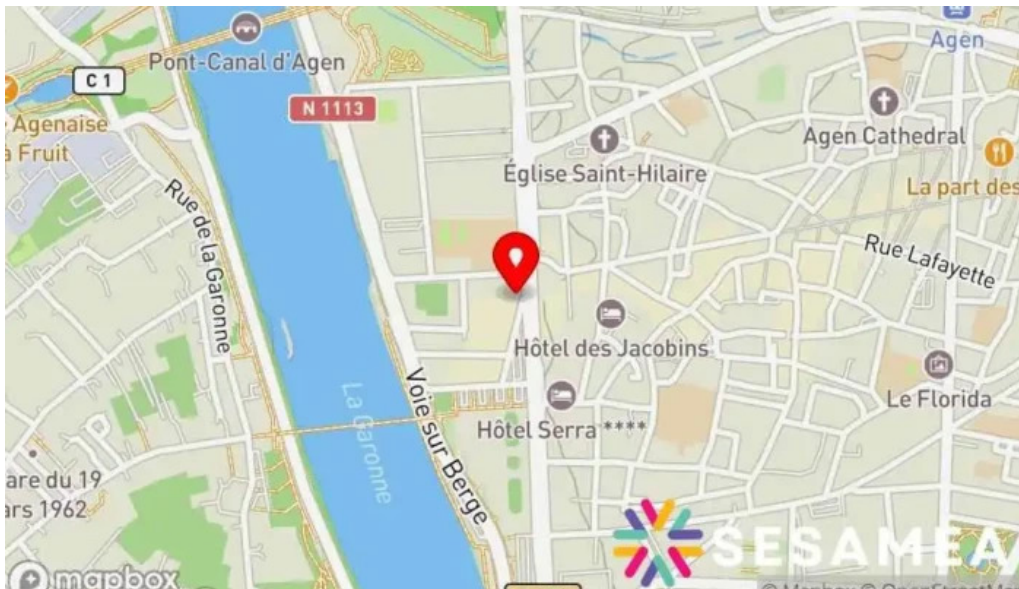 Pont-Canal d'Agen
Agen
C 1
N 1113
Agenaise
a Fruit
Agen Cathedral
Église Saint-Hilaire
La part des
Rue de la Garonne
Rue Lafayette
Hôtel des Jacobins
Voie sur Berge
La Garonne
Le Florida
Hôtel Serra ****
are du 19
ars 1962
SESAMEA
mapbox
© Mapbox © OpenStreetMa